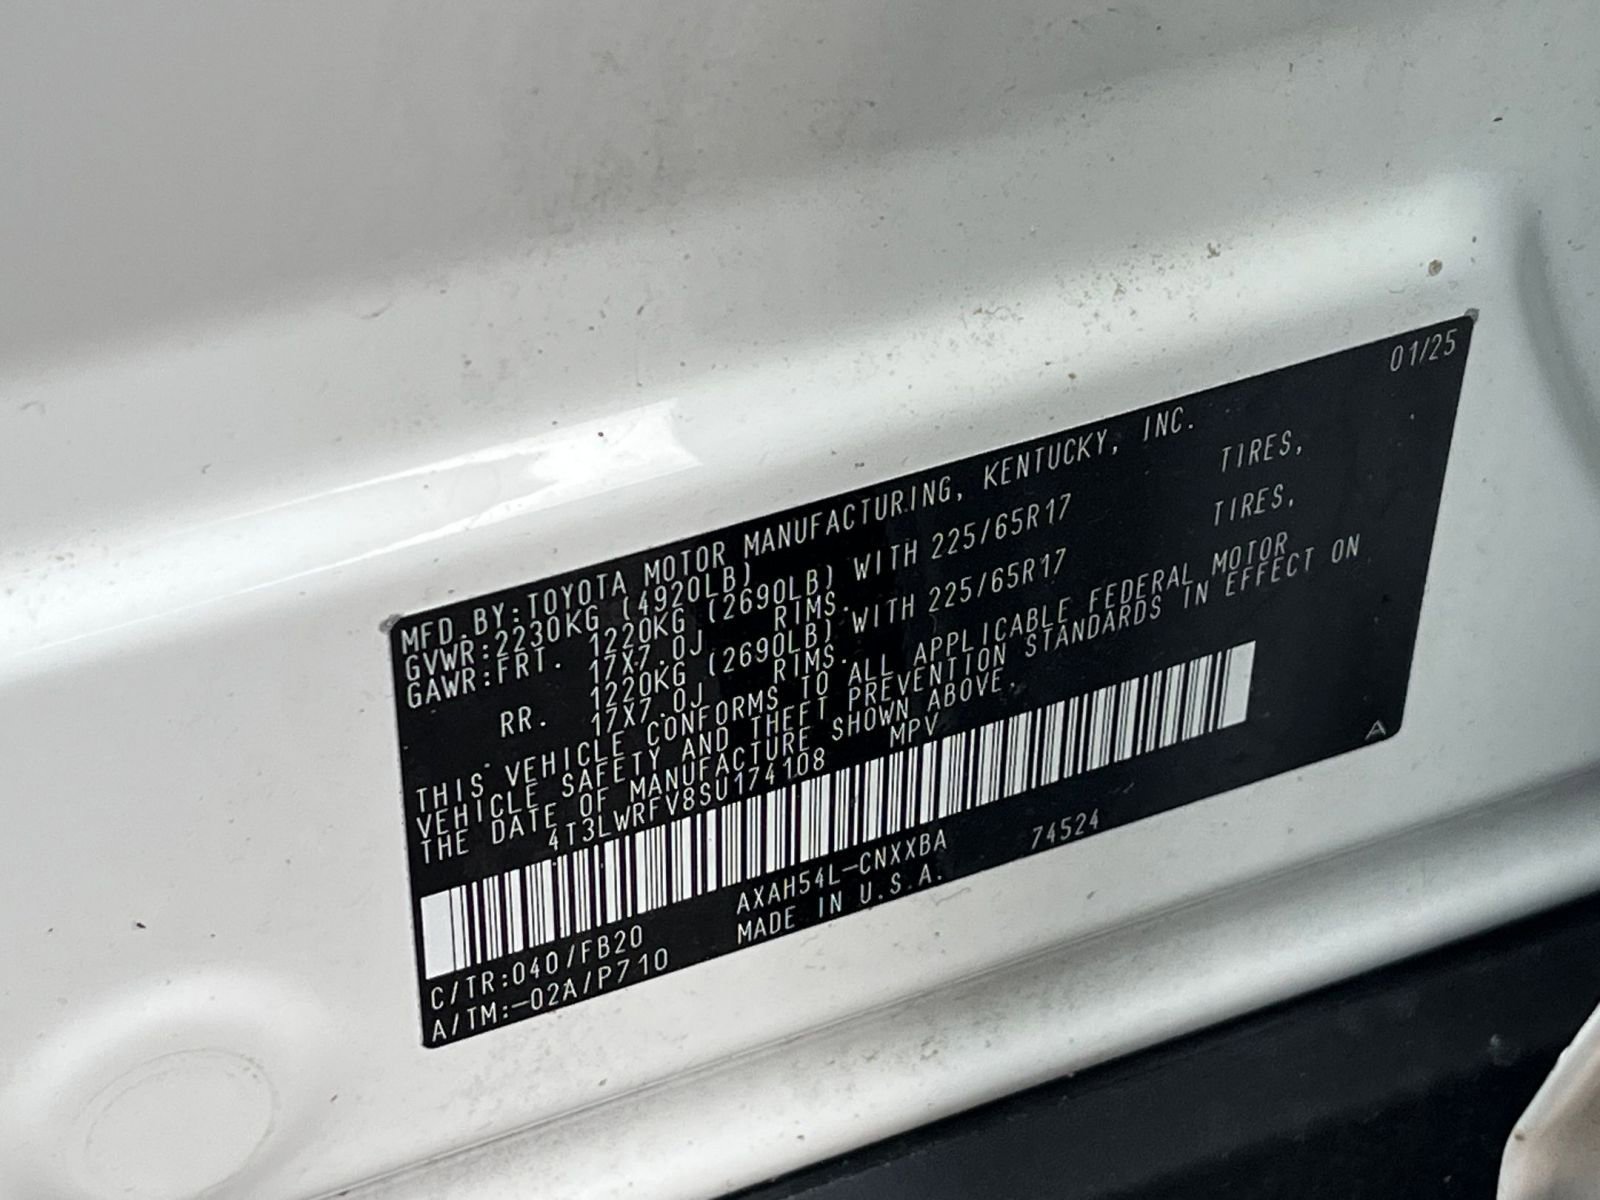 01/25
MFD.BY:TOYOTA MOTOR MANUFACTURING, KENTUCKY, INC.
GVWR:2230KG (4920LB)
GAWR:FRT. 1220KG (2690LB) WITH 225/65R17 TIRES,
17X7.0J RIMS.
RR. 1220KG (2690LB) WITH 225/65R17 TIRES,
17X7.0J RIMS.
THIS VEHICLE CONFORMS TO ALL APPLICABLE FEDERAL MOTOR
VEHICLE SAFETY AND THEFT PREVENTION STANDARDS IN EFFECT ON
THE DATE OF MANUFACTURE SHOWN ABOVE.
4T3LWRFV8SU174108 MPV
C/TR:040/FB20 AXAH54L-CNXXBA 74524
A/TM:-02A/P710 MADE IN U.S.A.
A